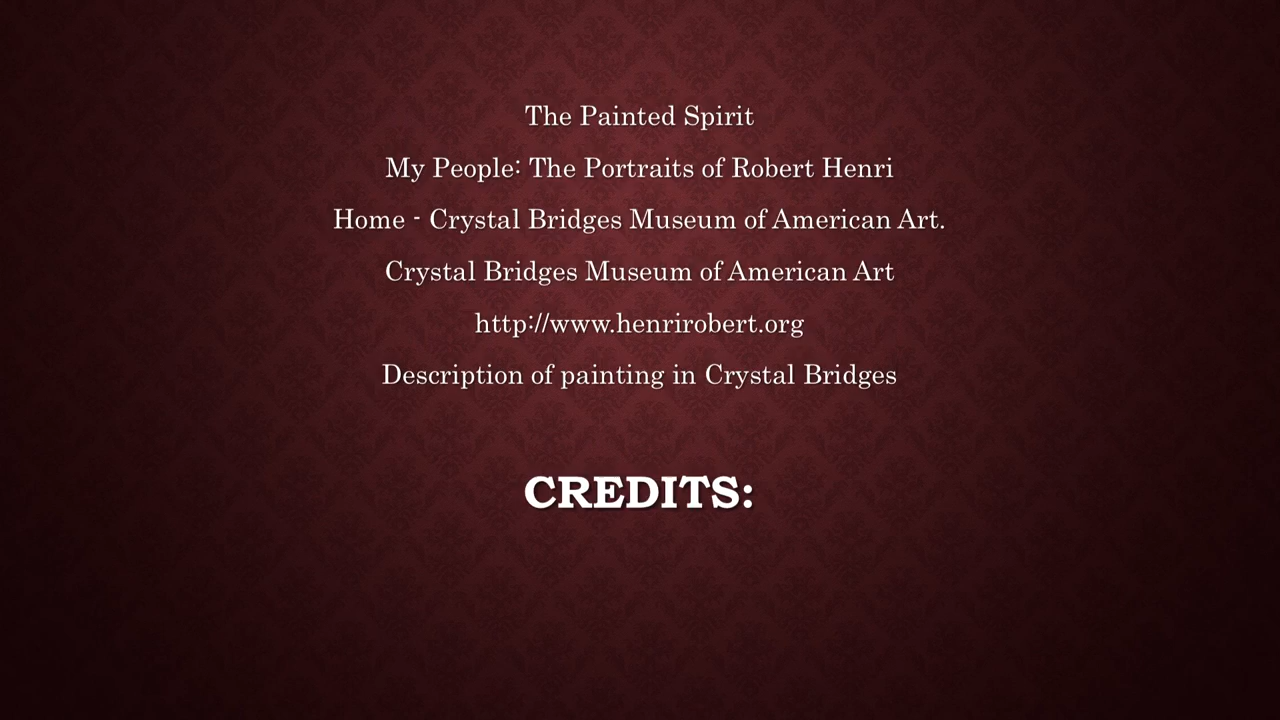 The Painted Spirit
My People: The Portraits of Robert Henri
Home - Crystal Bridges Museum of American Art.
Crystal Bridges Museum of American Art
http://www.henrirobert.org
Description of painting in Crystal Bridges
CREDITS: